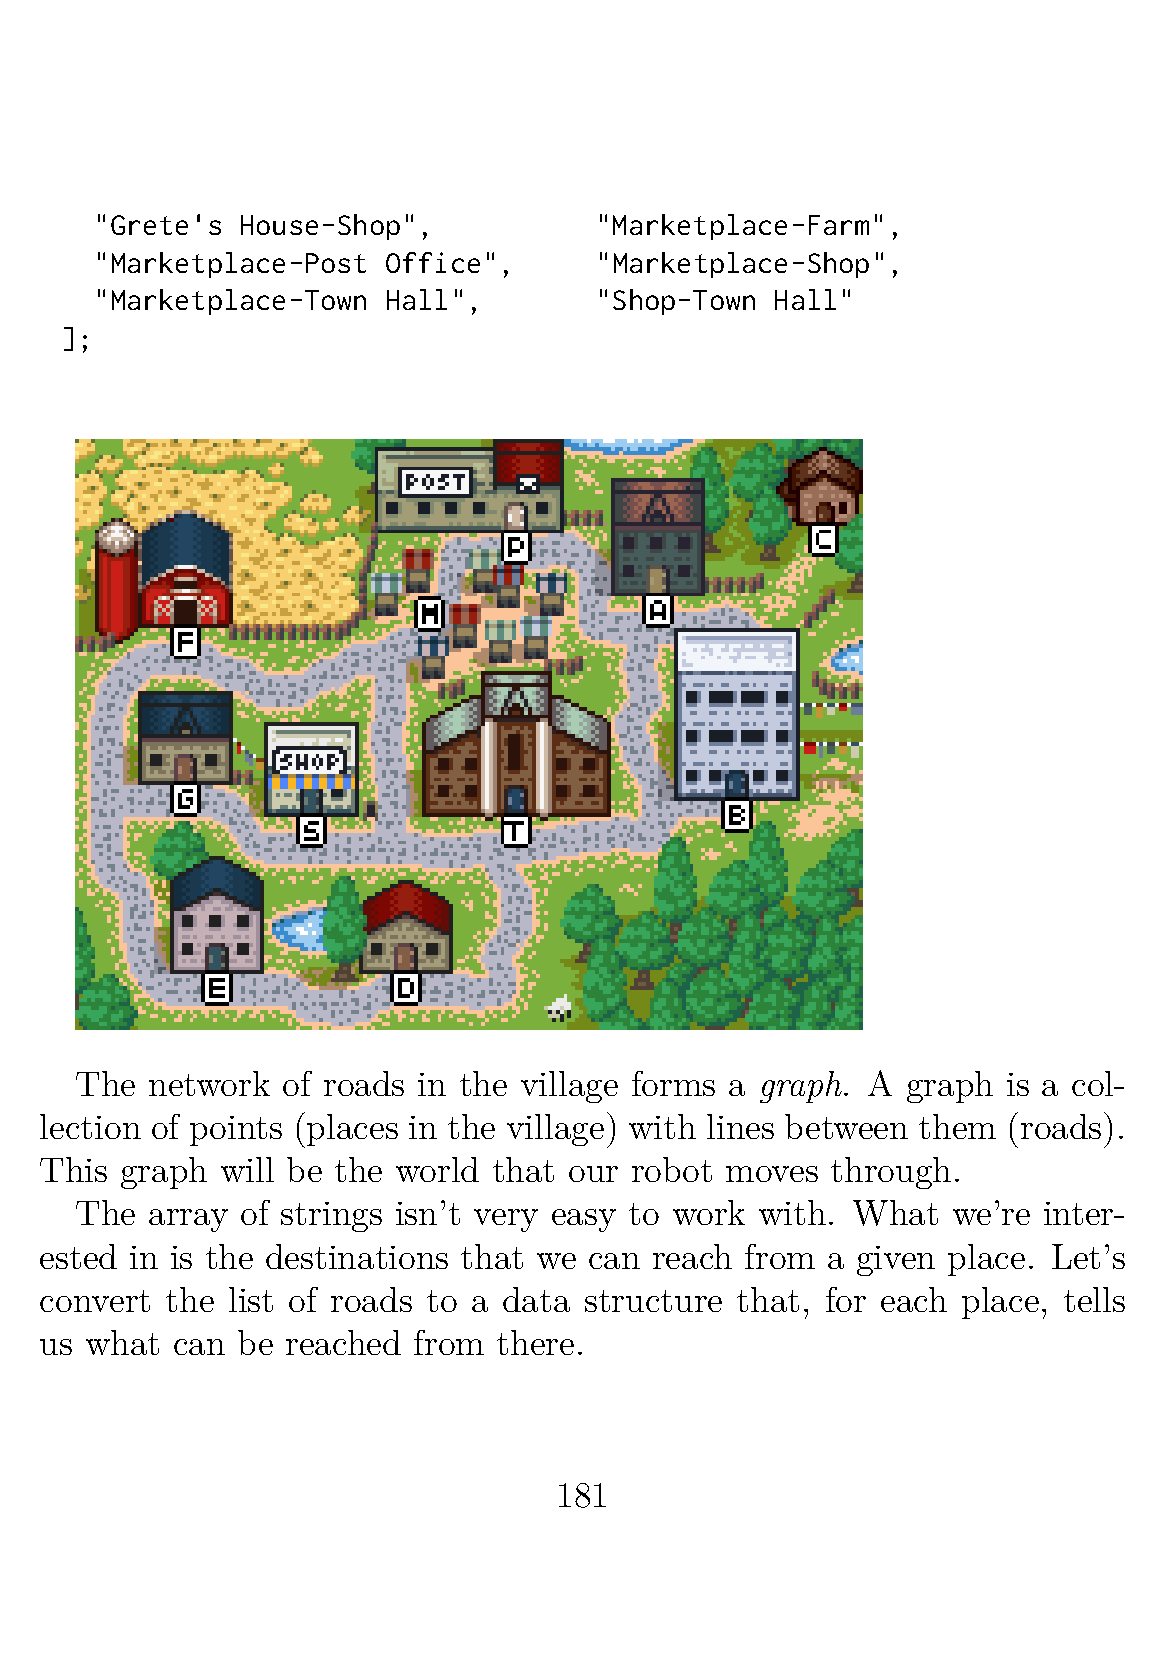 "Grete's House-Shop", "Marketplace-Farm",
"Marketplace-Post Office", "Marketplace-Shop",
"Marketplace-Town Hall", "Shop-Town Hall"
];
POST
C
P
M
A
F
SHOP
G
B
S
T
E
D
The network of roads in the village forms a graph. A graph is a col-
lection of points (places in the village) with lines between them (roads).
This graph will be the world that our robot moves through.
The array of strings isn't very easy to work with. What we're inter-
ested in is the destinations that we can reach from a given place. Let's
convert the list of roads to a data structure that, for each place, tells
us what can be reached from there.
181